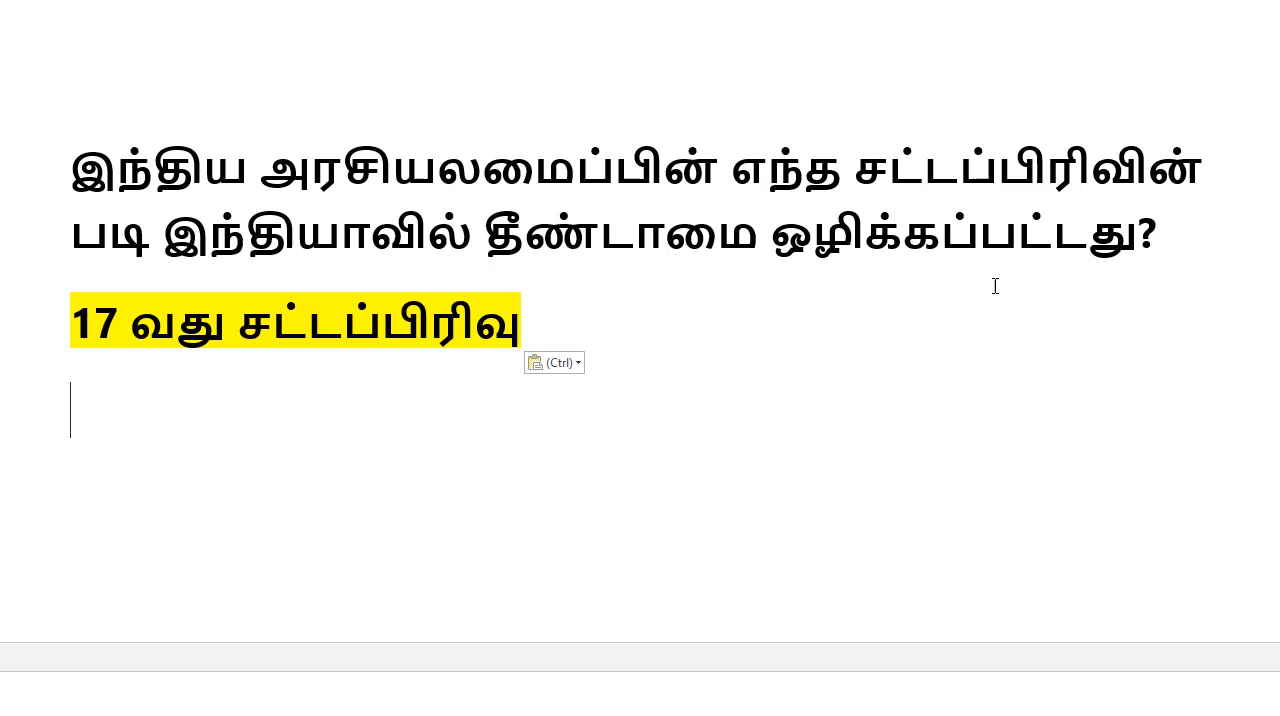 இந்திய அரசியலமைப்பின் எந்த சட்டப்பிரிவின்
படி இந்தியாவில் தீண்டாமை ஒழிக்கப்பட்டது?
17 வது சட்டப்பிரிவு
(Ctrl)